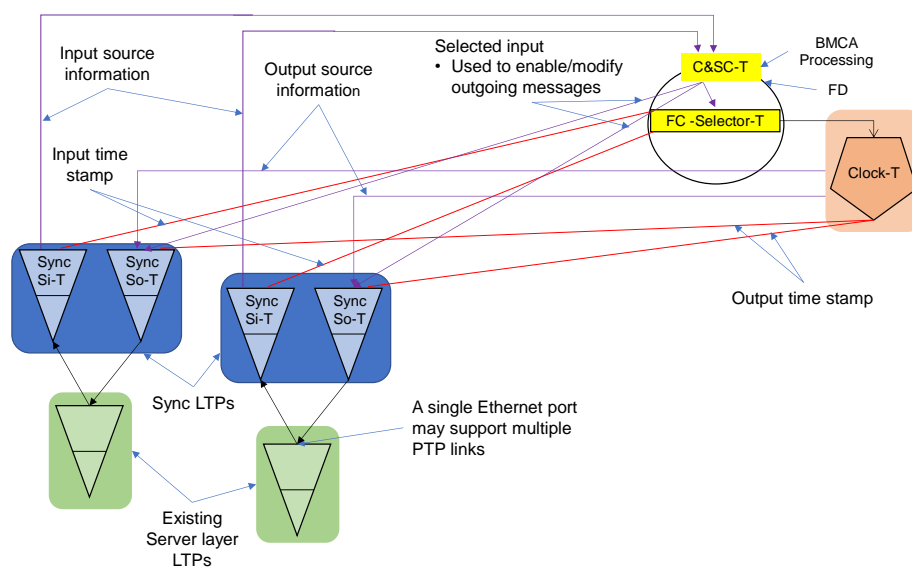 Input source
information
Output source
information
Selected input
• Used to enable/modify
outgoing messages
C&SC-T
BMCA
Processing
FD
FC -Selector-T
Clock-T
Input time
stamp
Sync
Si-T
Sync
So-T
Sync
Si-T
Sync
So-T
Output time stamp
Sync LTPs
A single Ethernet port
may support multiple
PTP links
Existing
Server layer
LTPs